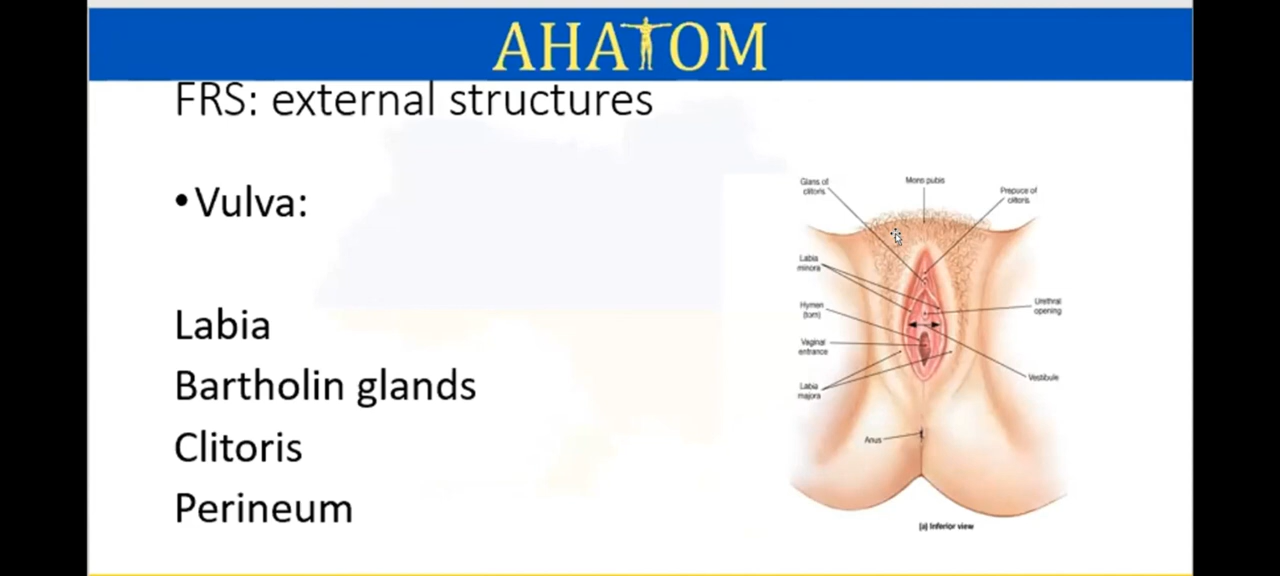 AHATOM
FRS: external structures
•Vulva:
Labia
Bartholin glands
Clitoris
Perineum
Glans of
clitoris
Mons pubis
Prepuce of
clitoris
Labia
minora
Hymen
(torn)
Urethral
opening
Vaginal
entrance
Vestibule
Labia
majora
Anus
(a) Inferior view